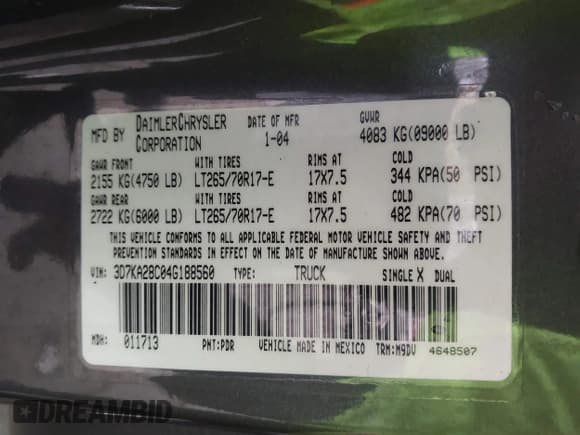 MFD BY DAIMLERCHRYSLER CORPORATION
DATE OF MFR 1-04
GVWR 4083 KG(09000 LB)
GAWR FRONT WITH TIRES RIMS AT COLD
2155 KG(4750 LB) LT265/70R17-E 17X7.5 344 KPA(50 PSI)
GAWR REAR WITH TIRES RIMS AT COLD
2722 KG(6000 LB) LT265/70R17-E 17X7.5 482 KPA(70 PSI)
THIS VEHICLE CONFORMS TO ALL APPLICABLE FEDERAL MOTOR VEHICLE SAFETY AND THEFT
PREVENTION STANDARDS IN EFFECT ON THE DATE OF MANUFACTURE SHOWN ABOVE.
VIN: 3D7KA28C04G188560 TYPE: TRUCK SINGLE X DUAL
MDH: 011713 PNT:PDR VEHICLE MADE IN MEXICO TRM:M9DV 4648507
DREAMBID